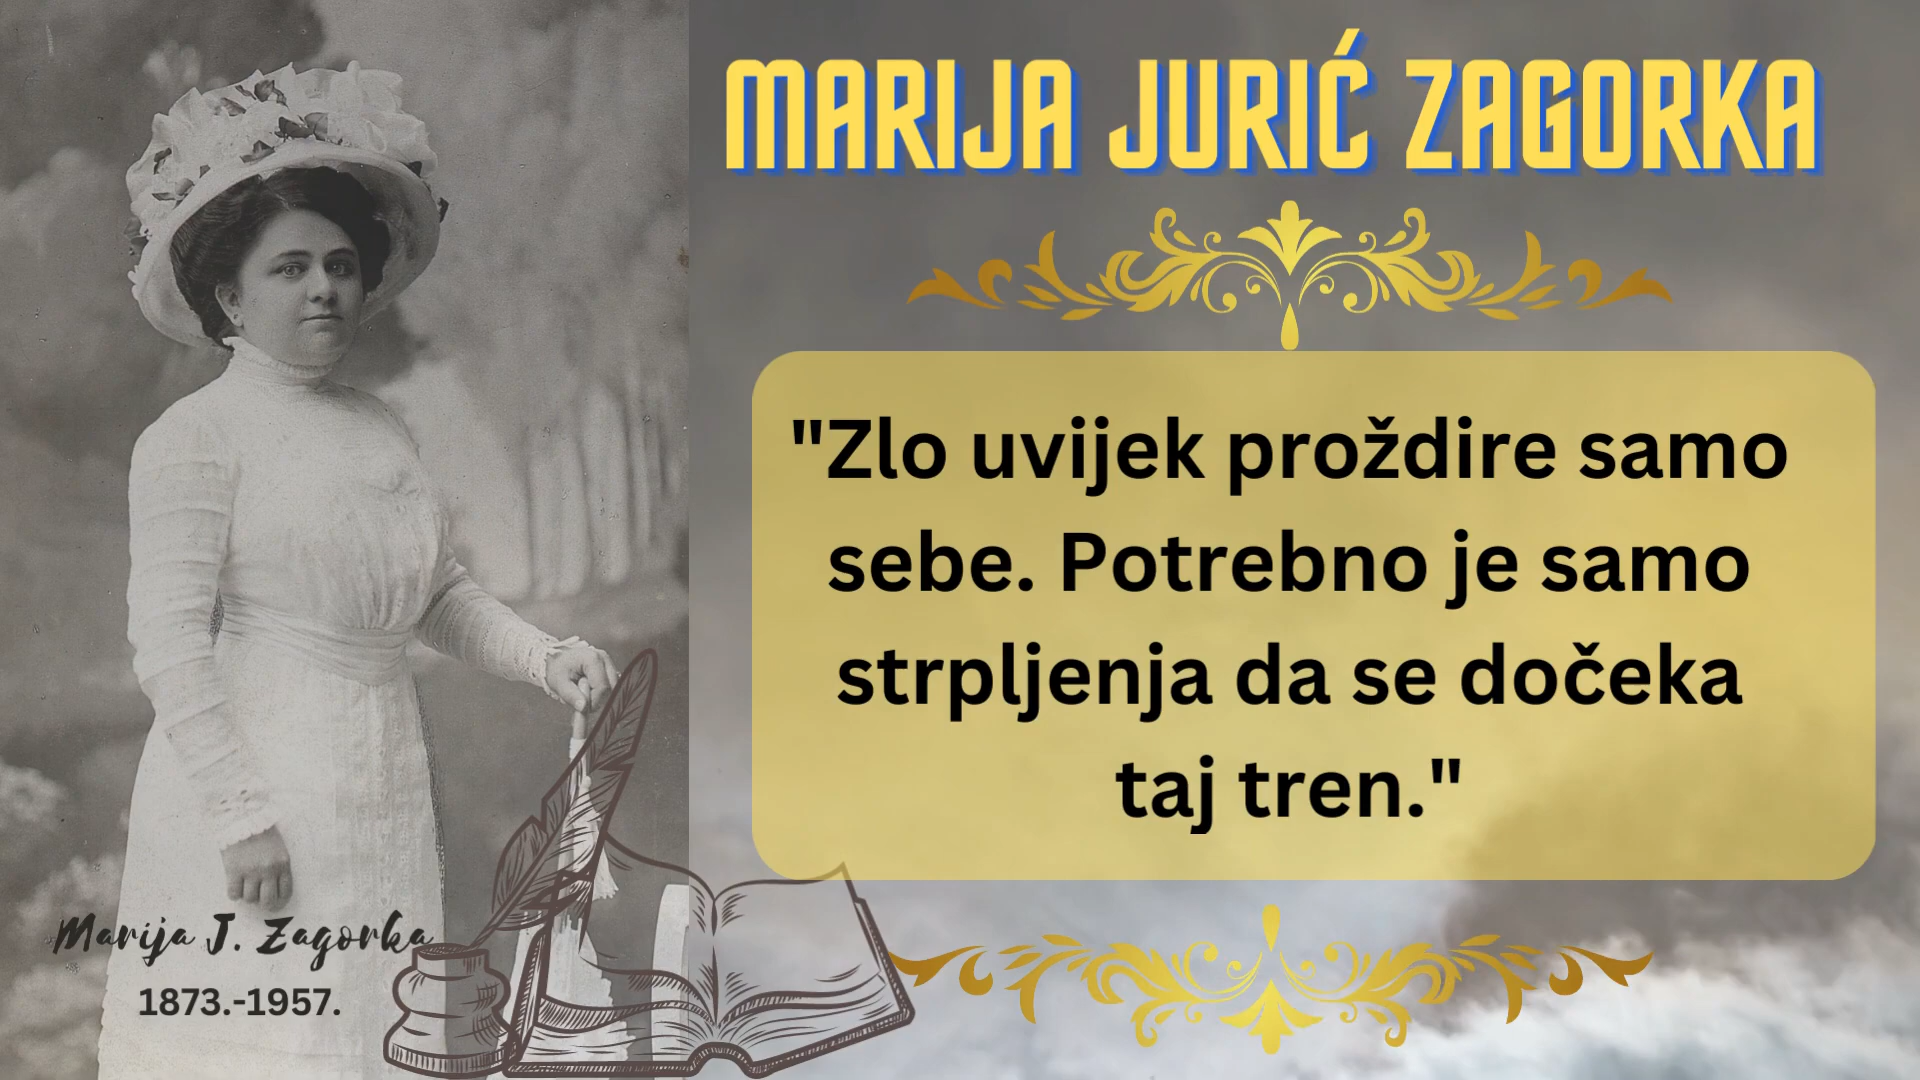 MARIJA JURIĆ ZAGORKA
"Zlo uvijek proždire samo
sebe. Potrebno je samo
strpljenja da se dočeka
taj tren."
Marija J. Zagorka
1873.-1957.